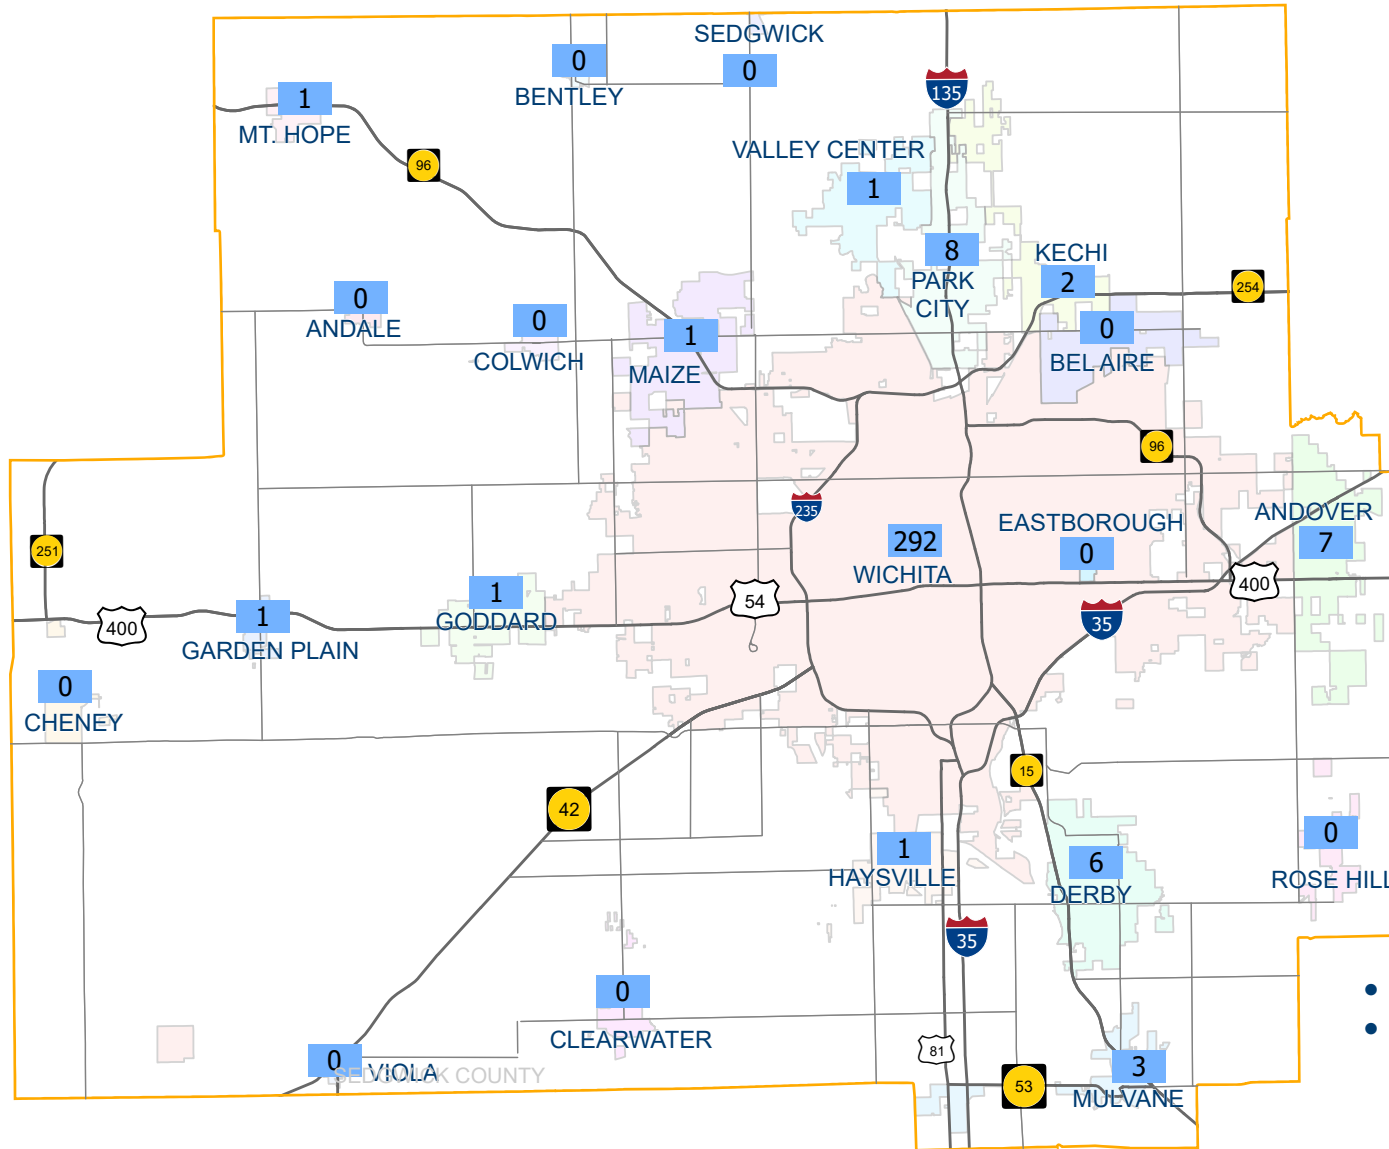 SEDGWICK
0
0
BENTLEY
135
1
MT. HOPE
VALLEY CENTER
96
1
8
PARK
CITY
KECHI
2
254
0
ANDALE
0
COLWICH
1
MAIZE
0
BEL AIRE
96
235
EASTBOROUGH
0
ANDOVER
7
292
WICHITA
251
400
1
GARDEN PLAIN
1
GODDARD
54
400
35
0
CHENEY
15
42
1
HAYSVILLE
6
DERBY
0
ROSE HILL
35
0
CLEARWATER
81
0
VIOLA
SEDGWICK COUNTY
53
3
MULVANE